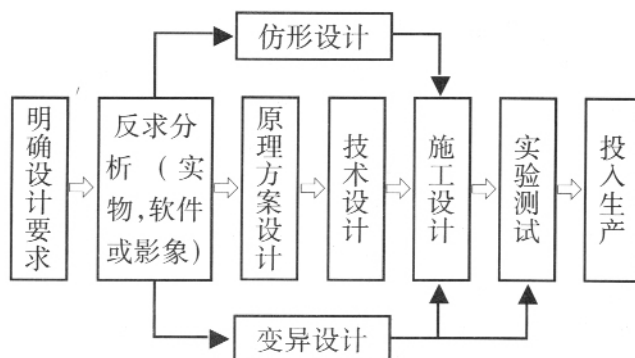 仿形设计
明确设计要求
反求分
析（实
物,软件
或影象）
原理方案设计
技术设计
施工设计
实验测试
投入生产
变异设计